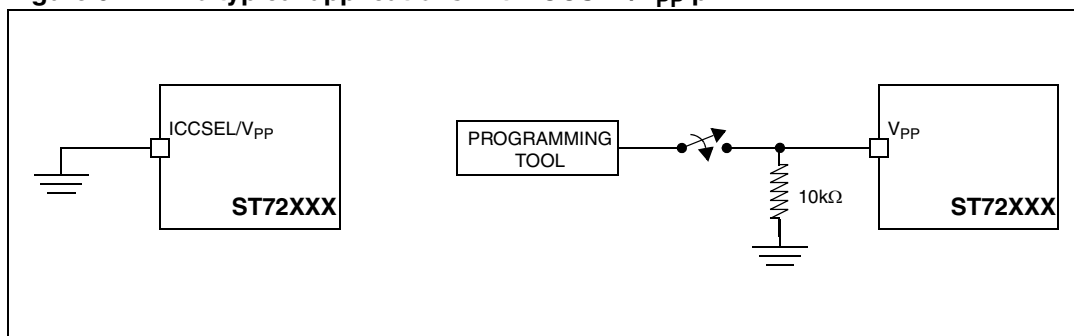 ICCSEL/VPP
ST72XXX
PROGRAMMING
TOOL
10kΩ
VPP
ST72XXX